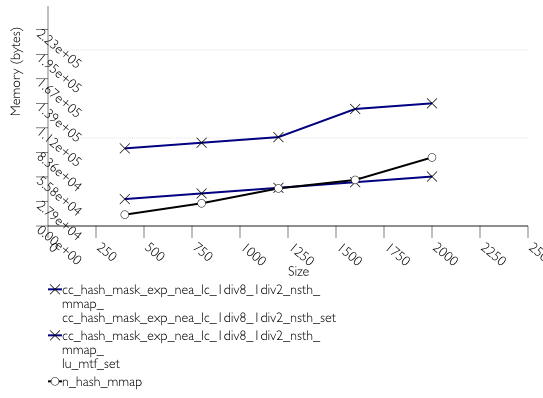 Memory (bytes)
2.23e+05
1.95e+05
1.67e+05
1.39e+05
1.12e+05
8.36e+04
5.58e+04
2.79e+04
0.00e+00
0
250
500
750
1000
1250
1500
1750
2000
2250
250
Size
cc_hash_mask_exp_nea_lc_1div8_1div2_nsth_
mmap_
cc_hash_mask_exp_nea_lc_1div8_1div2_nsth_set
cc_hash_mask_exp_nea_lc_1div8_1div2_nsth_
mmap_
lu_mtf_set
n_hash_mmap